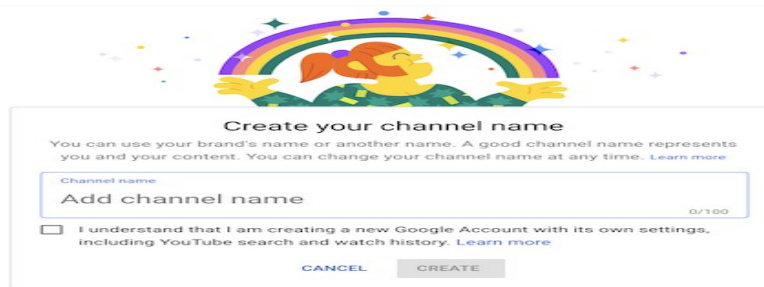 Create your channel name
You can use your brand's name or another name. A good channel name represents
you and your content. You can change your channel name at any time. Learn more
Channel name
Add channel name
0/100
I understand that I am creating a new Google Account with its own settings,
including YouTube search and watch history. Learn more
CANCEL CREATE